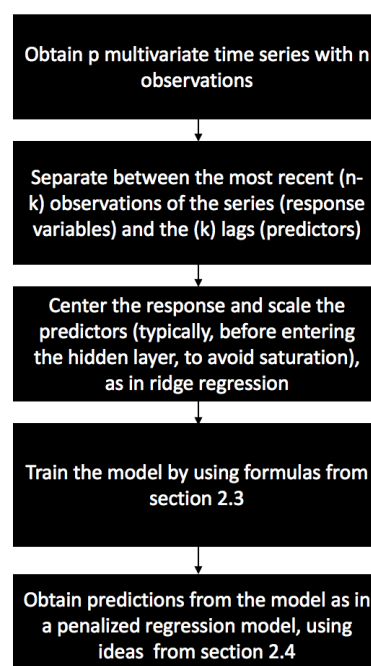 Obtain p multivariate time series with n
observations
Separate between the most recent (n-
k) observations of the series (response
variables) and the (k) lags (predictors)
Center the response and scale the
predictors (typically, before entering
the hidden layer, to avoid saturation),
as in ridge regression
Train the model by using formulas from
section 2.3
Obtain predictions from the model as in
a penalized regression model, using
ideas from section 2.4